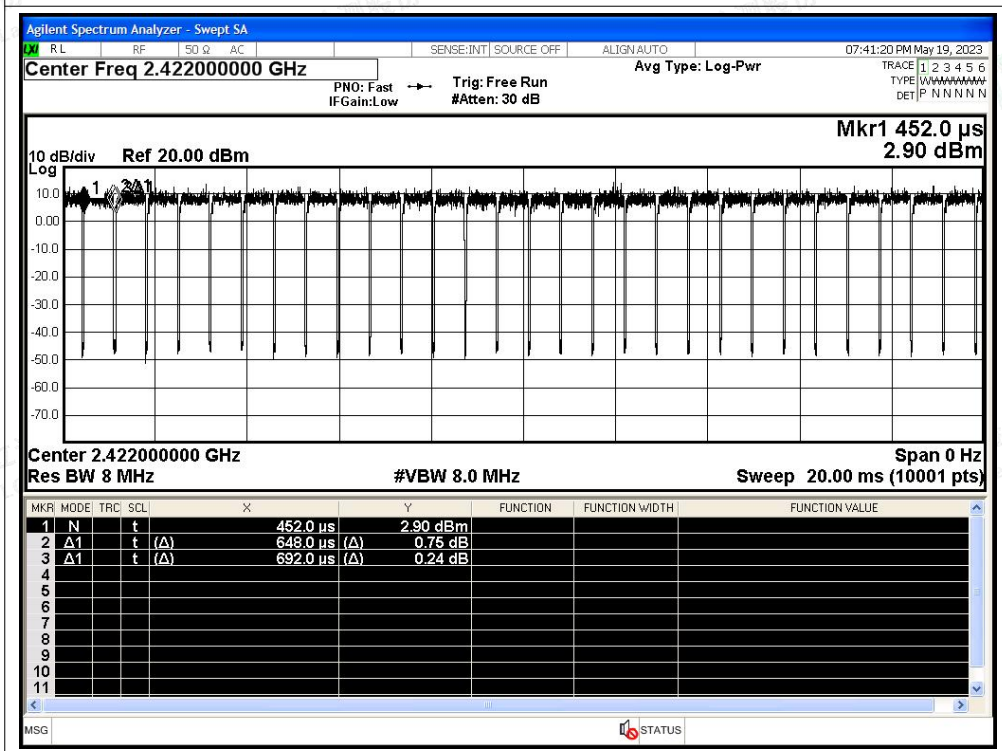 Agilent Spectrum Analyzer - Swept SA
LXI RL RF 50 Ω AC SENSE:INT SOURCE OFF ALIGN AUTO 07:41:20 PM May 19, 2023
Center Freq 2.422000000 GHz Avg Type: Log-Pwr TRACE 1 2 3 4 5 6
PNO: Fast Trig: Free Run TYPE WWWWWW
IFGain:Low #Atten: 30 dB DET P N N N N N
Mkr1 452.0 µs
10 dB/div Ref 20.00 dBm 2.90 dBm
Log
10.0
0.00
-10.0
-20.0
-30.0
-40.0
-50.0
-60.0
-70.0
1
3Δ1
Center 2.422000000 GHz Span 0 Hz
Res BW 8 MHz #VBW 8.0 MHz Sweep 20.00 ms (10001 pts)
MKR MODE TRC SCL X Y FUNCTION FUNCTION WIDTH FUNCTION VALUE
1 N t 452.0 µs 2.90 dBm
2 Δ1 t (Δ) 648.0 µs (Δ) 0.75 dB
3 Δ1 t (Δ) 692.0 µs (Δ) 0.24 dB
4
5
6
7
8
9
10
11
MSG STATUS